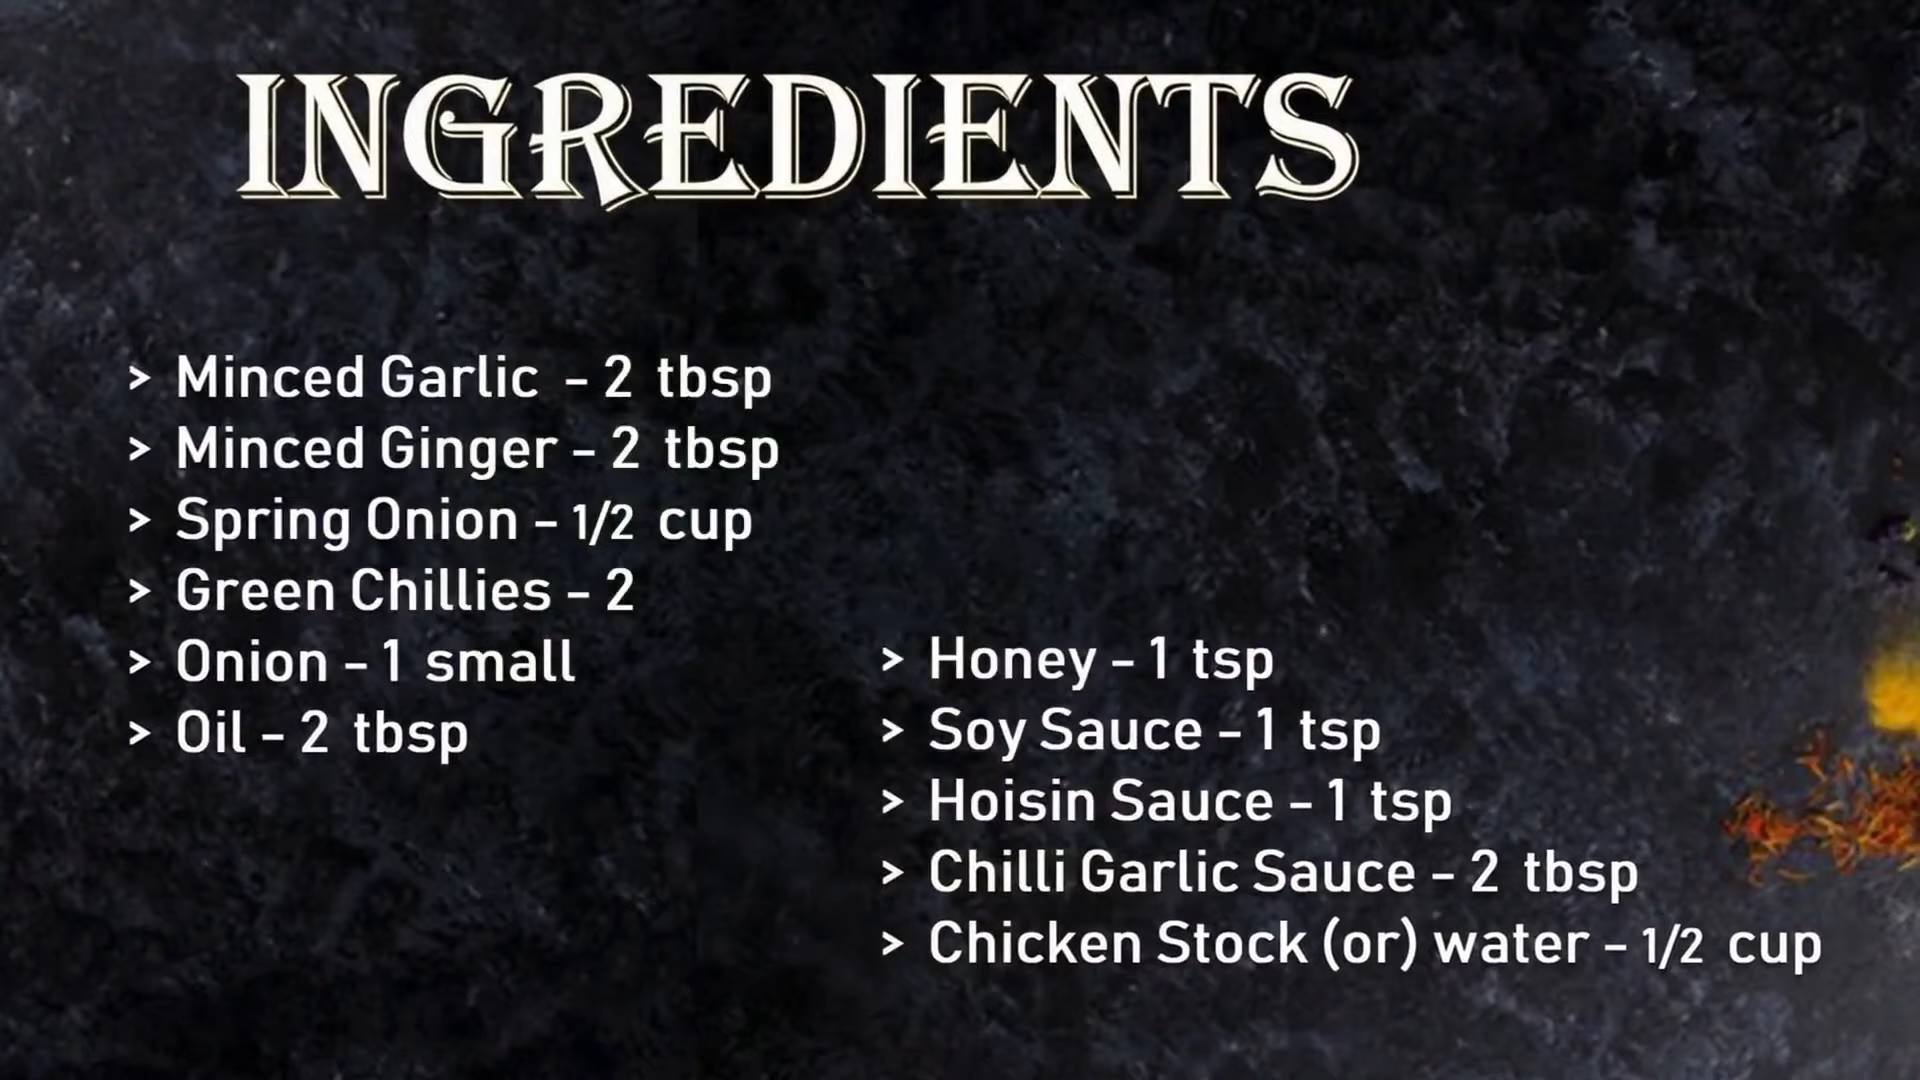 INGREDIENTS
> Minced Garlic - 2 tbsp
> Minced Ginger - 2 tbsp
> Spring Onion - 1/2 cup
> Green Chillies - 2
> Onion - 1 small
> Oil - 2 tbsp
> Honey - 1 tsp
> Soy Sauce - 1 tsp
> Hoisin Sauce - 1 tsp
> Chilli Garlic Sauce - 2 tbsp
> Chicken Stock (or) water - 1/2 cup